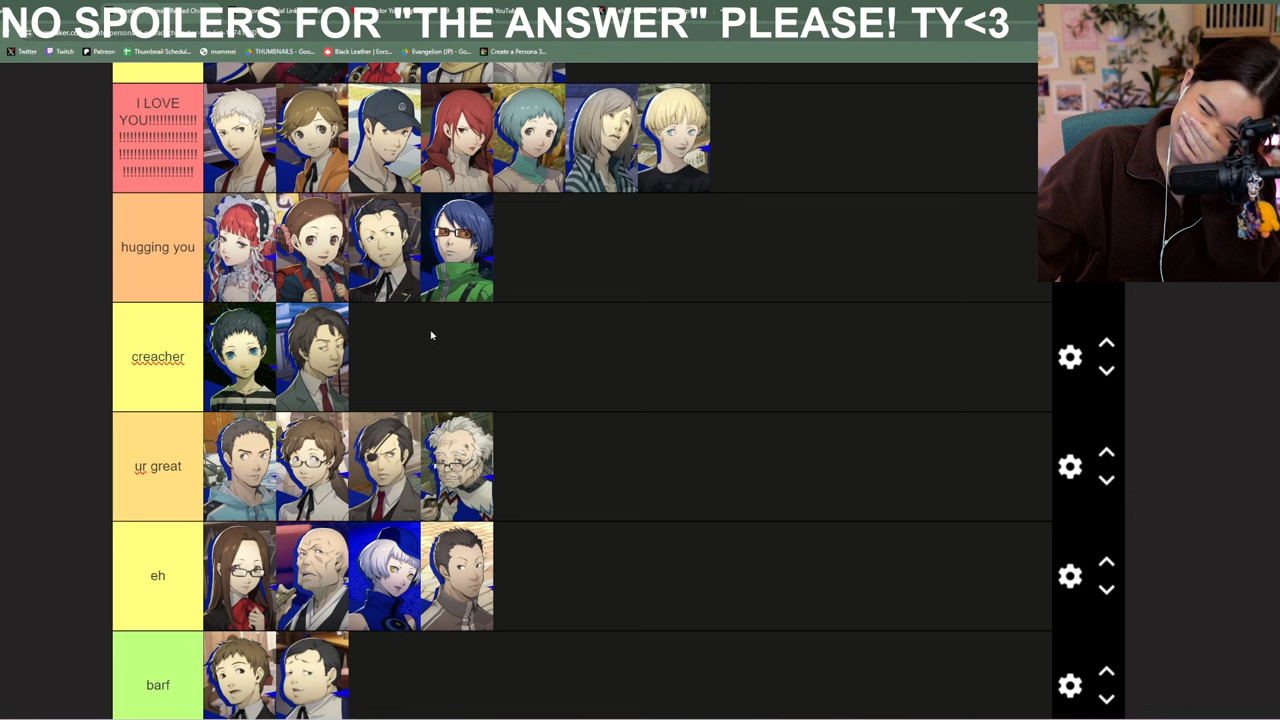 NO SPOILERS FOR "THE ANSWER" PLEASE! TY<3
Twitter Twitch Patreon Thumbnail Schedul... mommei THUMBNAILS - Goo... Black Leather | Eorz... Evangelion (JP) - Go... Create a Persona 3...
I LOVE
YOU!!!!!!!!!!!!!
!!!!!!!!!!!!!!!!!!!!!
!!!!!!!!!!!!!!!!!!!!!
!!!!!!!!!!!!!!!!!!!
hugging you
creacher
ur great
eh
barf